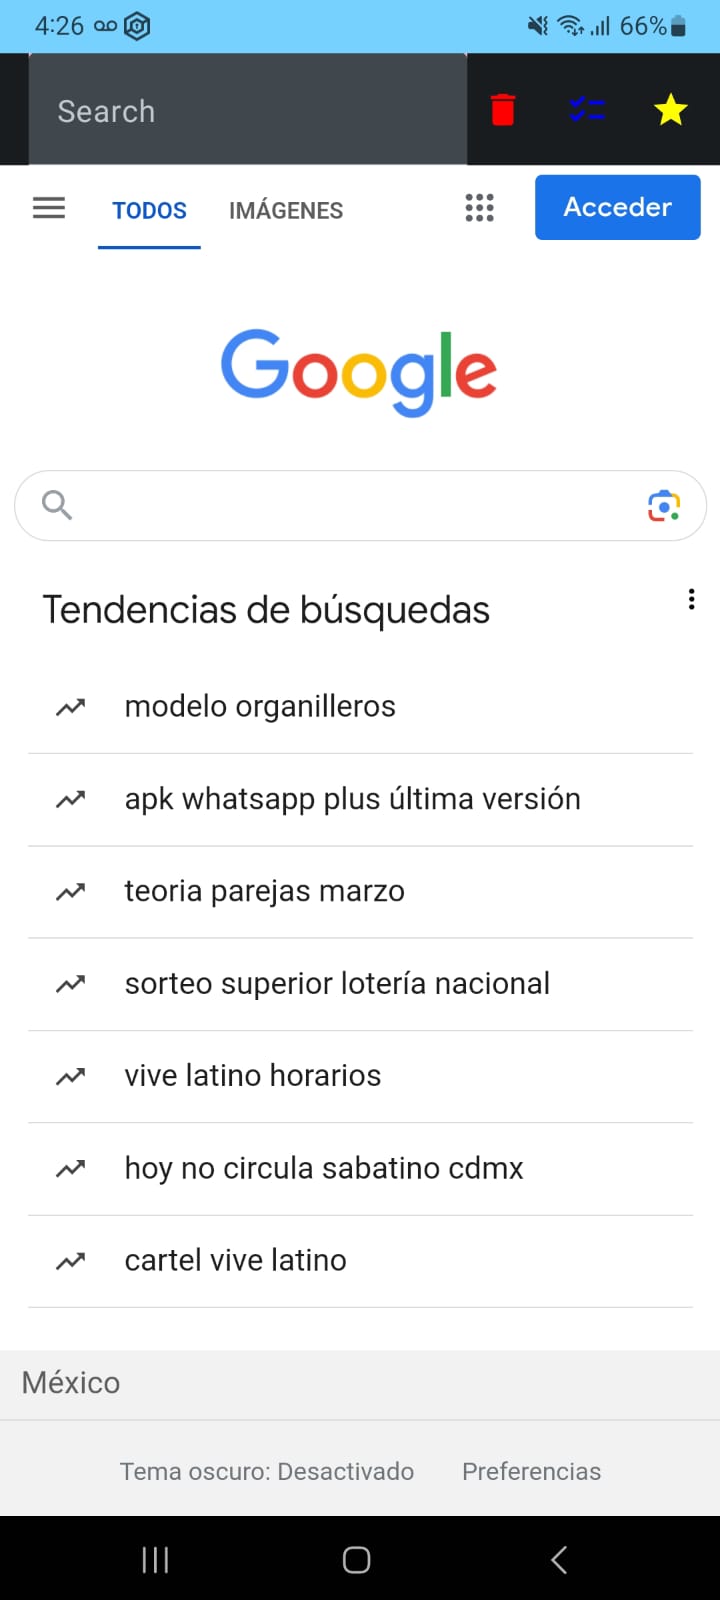 4:26
66%
Search
TODOS
IMÁGENES
Acceder
Google
Tendencias de búsquedas
modelo organilleros
apk whatsapp plus última versión
teoria parejas marzo
sorteo superior lotería nacional
vive latino horarios
hoy no circula sabatino cdmx
cartel vive latino
México
Tema oscuro: Desactivado
Preferencias